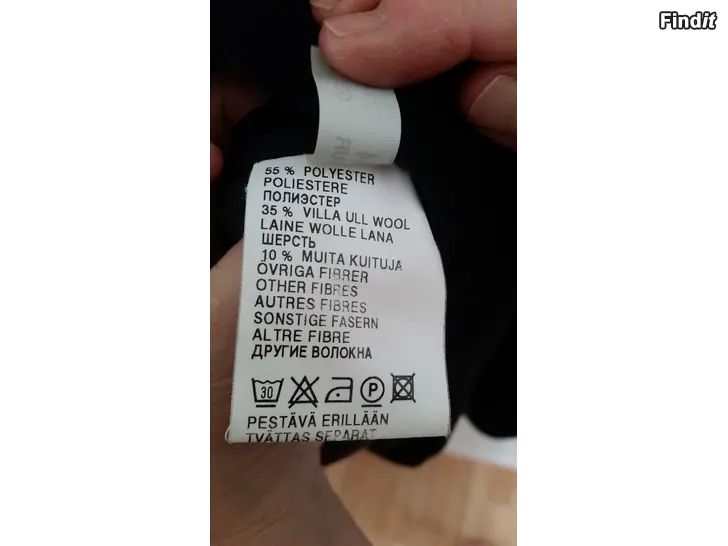 Findit
55 % POLYESTER
POLIESTERE
ПОЛИЭСТЕР
35 % VILLA ULL WOOL
LAINE WOLLE LANA
ШЕРСТЬ
10 % MUITA KUITUJA
ÖVRIGA FIBRER
OTHER FIBRES
AUTRES FIBRES
SONSTIGE FASERN
ALTRE FIBRE
ДРУГИЕ ВОЛОКНА
30 P
PESTÄVÄ ERILLÄÄN
TVÄTTAS SEPARAT